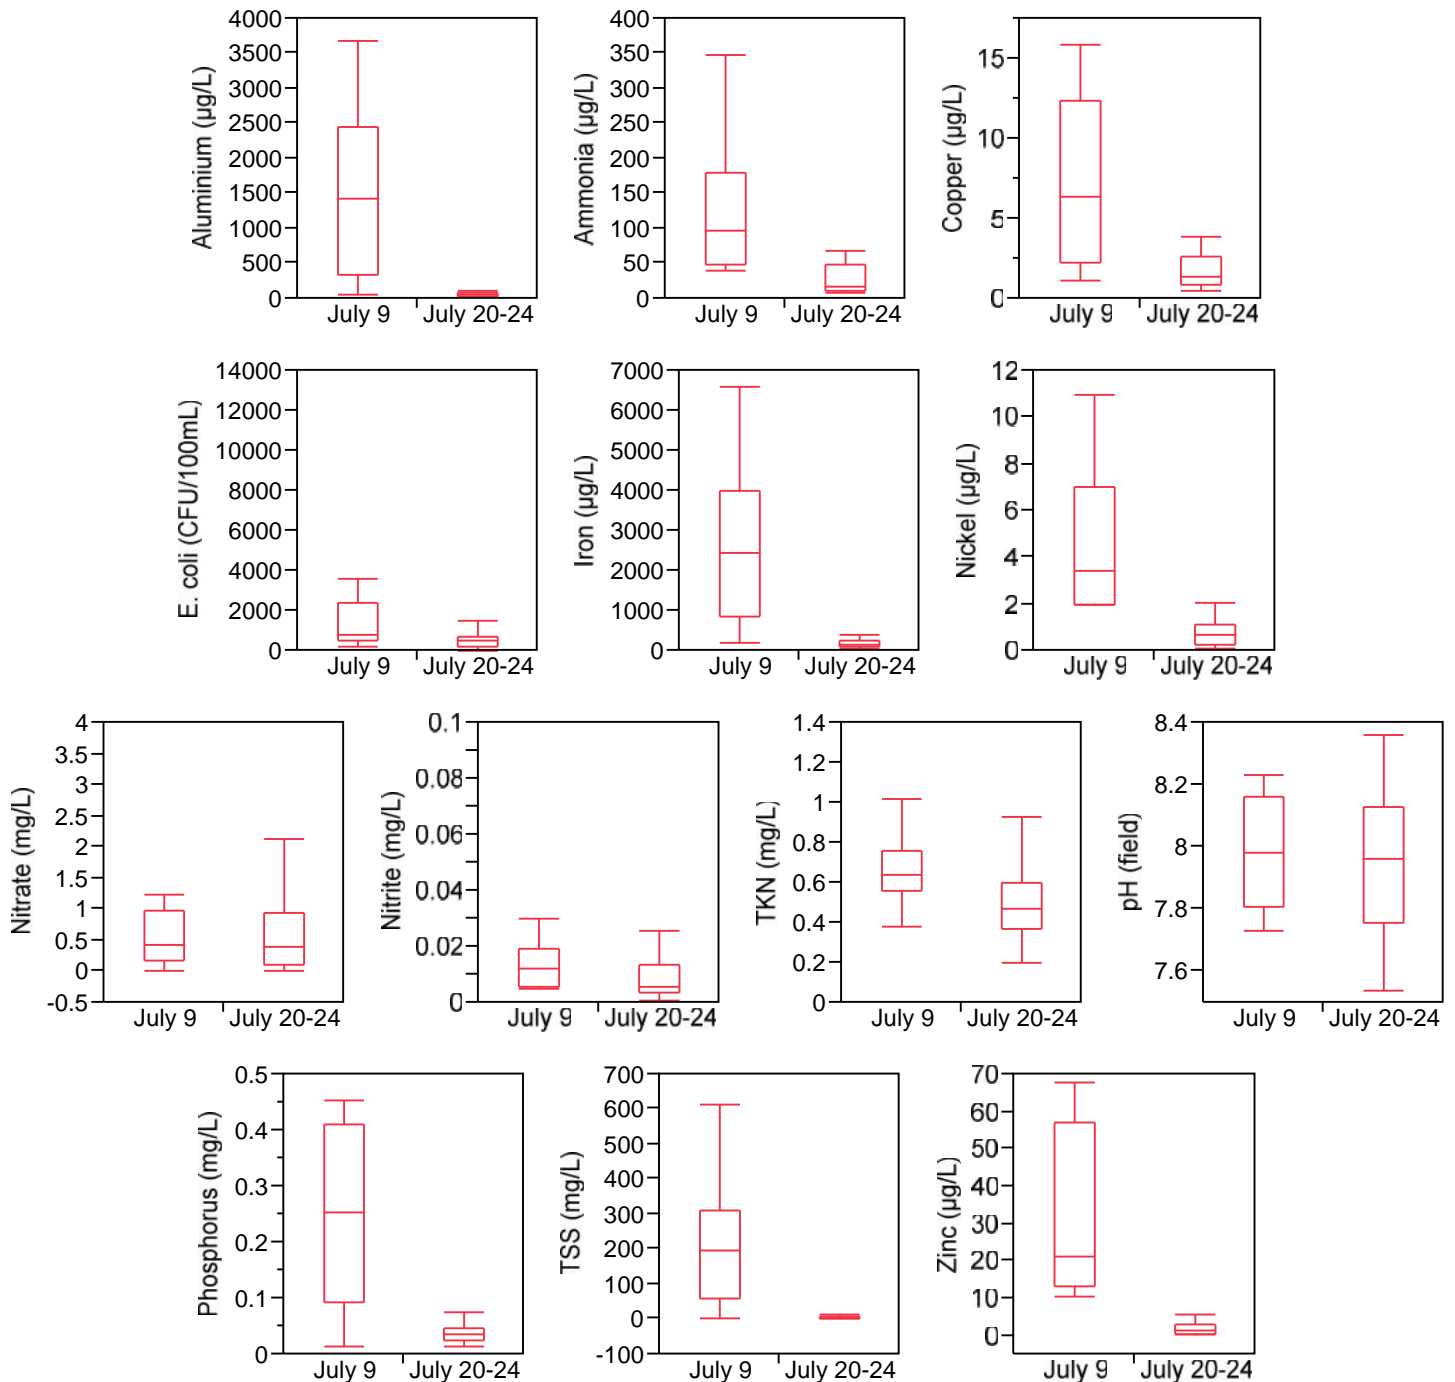 Aluminium (µg/L)
4000
3500
3000
2500
2000
1500
1000
500
0
July 9
July 20-24
Ammonia (µg/L)
400
350
300
250
200
150
100
50
0
July 9
July 20-24
Copper (µg/L)
15
10
5
0
July 9
July 20-24
E. coli (CFU/100mL)
14000
12000
10000
8000
6000
4000
2000
0
July 9
July 20-24
Iron (µg/L)
7000
6000
5000
4000
3000
2000
1000
0
July 9
July 20-24
Nickel (µg/L)
12
10
8
6
4
2
0
July 9
July 20-24
Nitrate (mg/L)
4
3.5
3
2.5
2
1.5
1
0.5
0
-0.5
July 9
July 20-24
Nitrite (mg/L)
0.1
0.08
0.06
0.04
0.02
0
July 9
July 20-24
TKN (mg/L)
1.4
1.2
1
0.8
0.6
0.4
0.2
0
July 9
July 20-24
pH (field)
8.4
8.2
8
7.8
7.6
July 9
July 20-24
Phosphorus (mg/L)
0.5
0.4
0.3
0.2
0.1
0
July 9
July 20-24
TSS (mg/L)
700
600
500
400
300
200
100
0
-100
July 9
July 20-24
Zinc (µg/L)
70
60
50
40
30
20
10
0
July 9
July 20-24